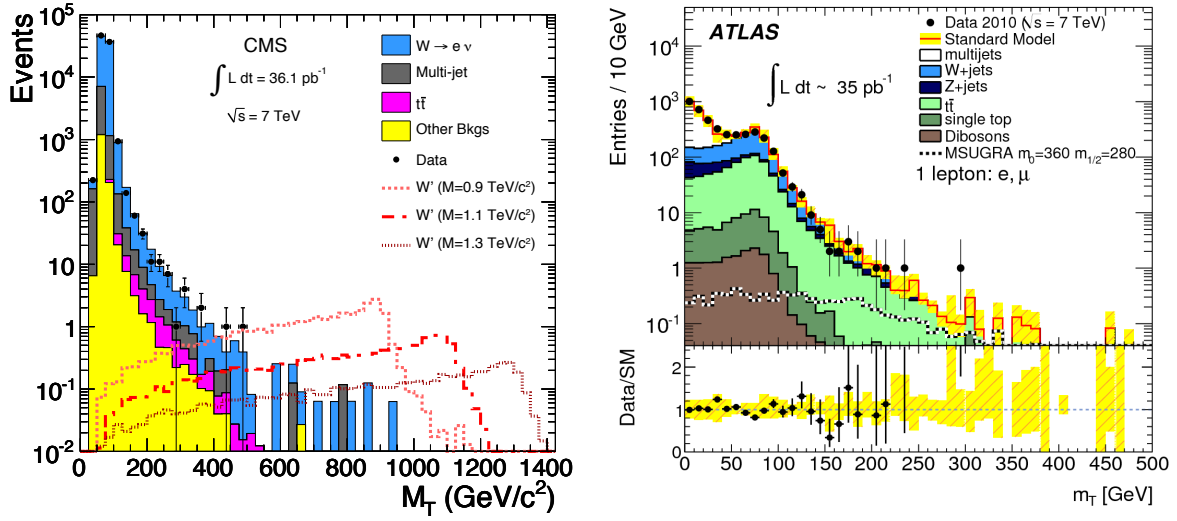 CMS
∫ L dt = 36.1 pb⁻¹
√s = 7 TeV
W → e ν
Multi-jet
tt̄
Other Bkgs
Data
W' (M=0.9 TeV/c²)
W' (M=1.1 TeV/c²)
W' (M=1.3 TeV/c²)
Events
10⁵
10⁴
10³
10²
10
1
10⁻¹
10⁻²
0 200 400 600 800 1000 1200 1400
M_T (GeV/c²)
ATLAS
∫ L dt ~ 35 pb⁻¹
Data 2010 (√s = 7 TeV)
Standard Model
multijets
W+jets
Z+jets
tt̄
single top
Dibosons
MSUGRA m₀=360 m₁/₂=280
1 lepton: e, μ
Entries / 10 GeV
10⁴
10³
10²
10
1
10⁻¹
Data/SM
2
1
0
0 50 100 150 200 250 300 350 400 450 500
m_T [GeV]